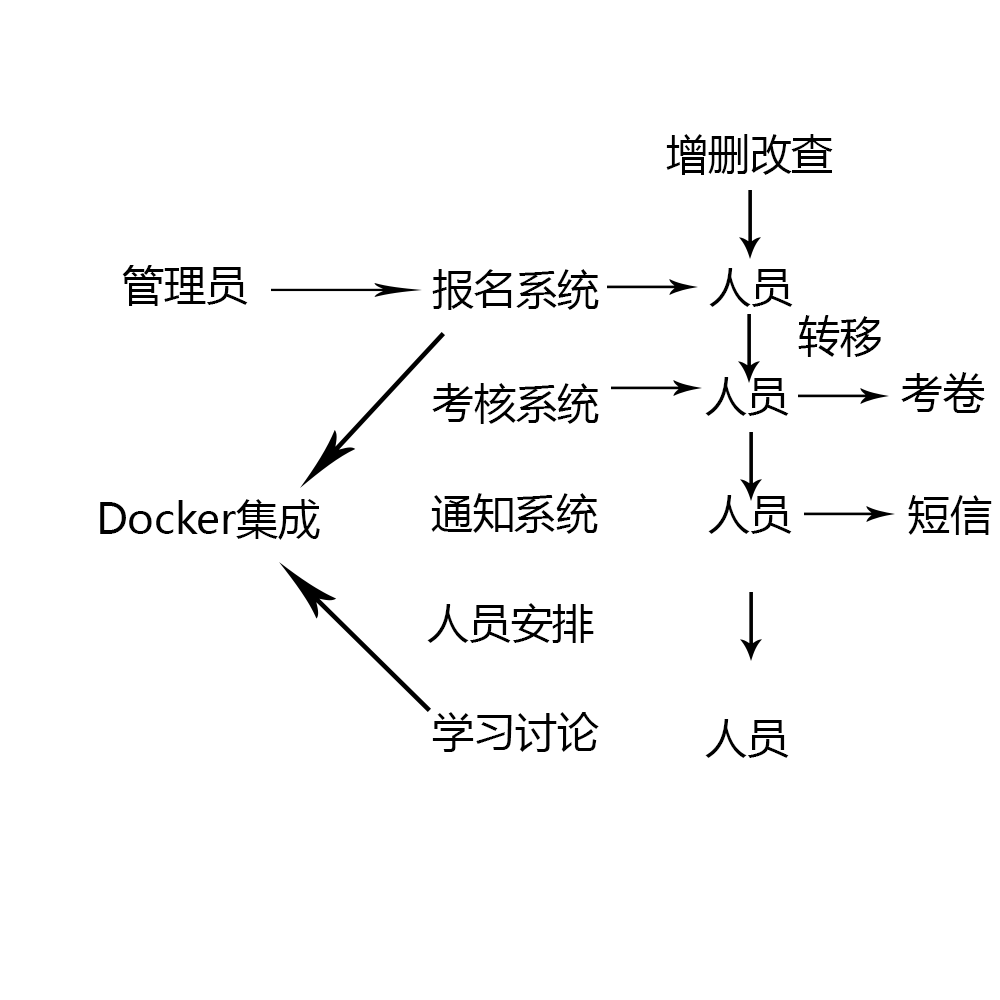 增删改查
管理员
报名系统
人员
转移
考核系统
人员
考卷
Docker集成
通知系统
人员
短信
人员安排
学习讨论
人员